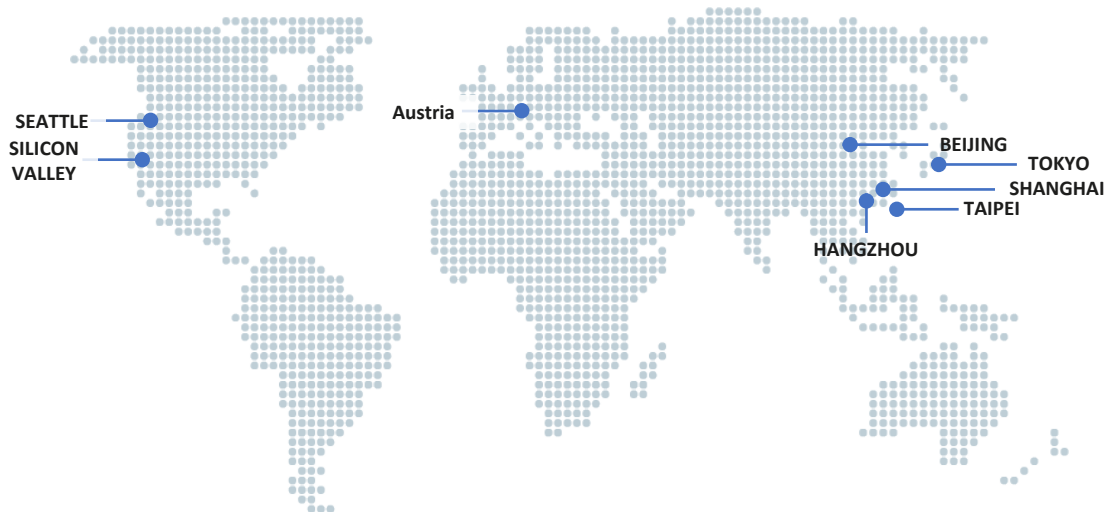 Austria
SEATTLE
SILICON
VALLEY
BEIJING
TOKYO
SHANGHAI
TAIPEI
HANGZHOU